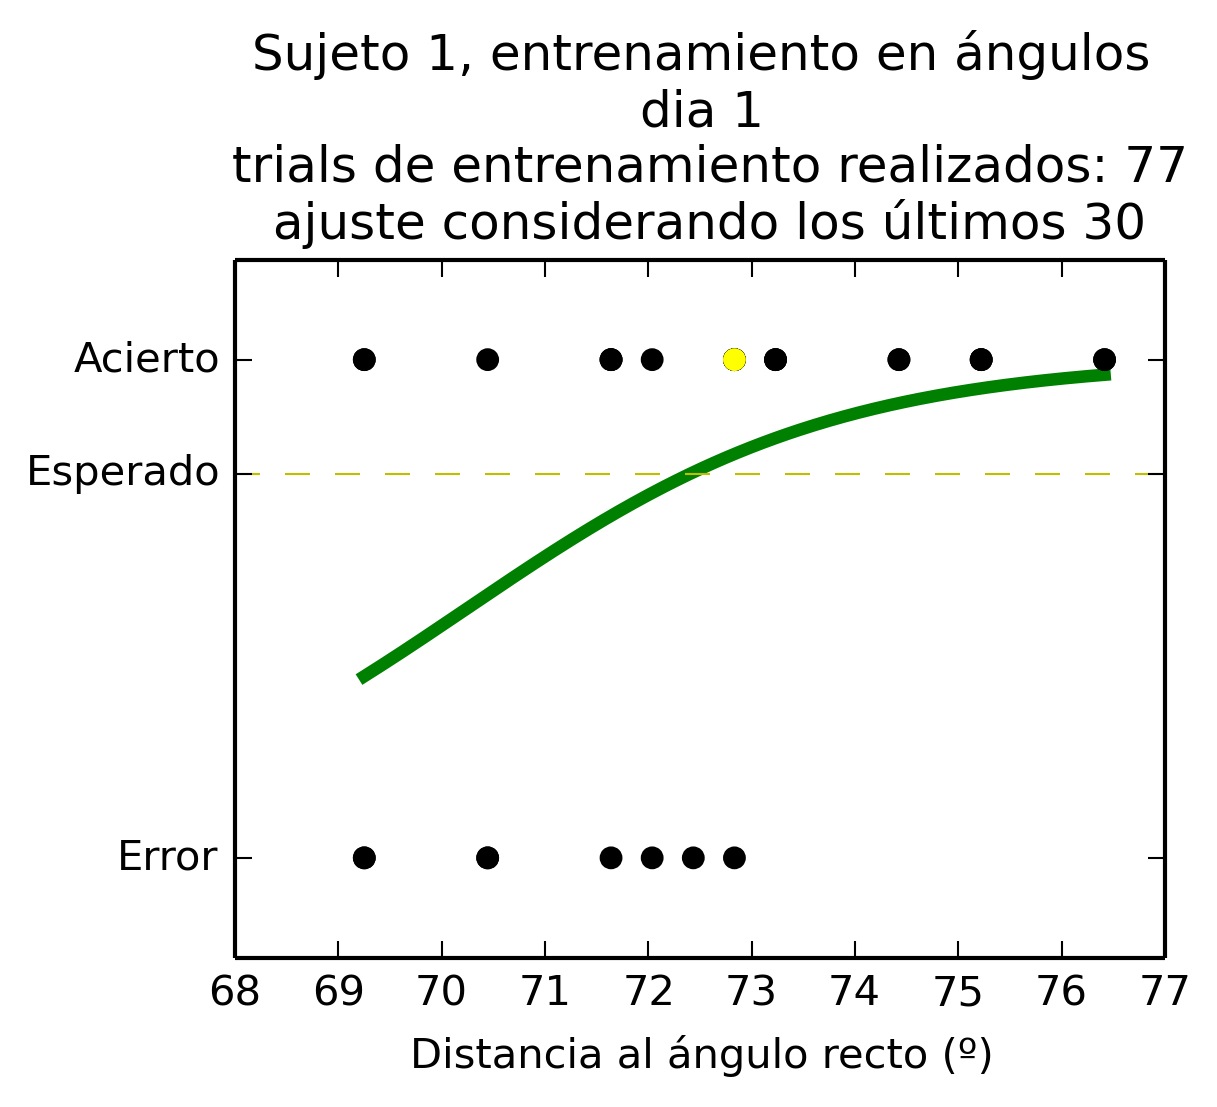 Sujeto 1, entrenamiento en ángulos
dia 1
trials de entrenamiento realizados: 77
ajuste considerando los últimos 30
Acierto
Esperado
Error
68 69 70 71 72 73 74 75 76 77
Distancia al ángulo recto (º)